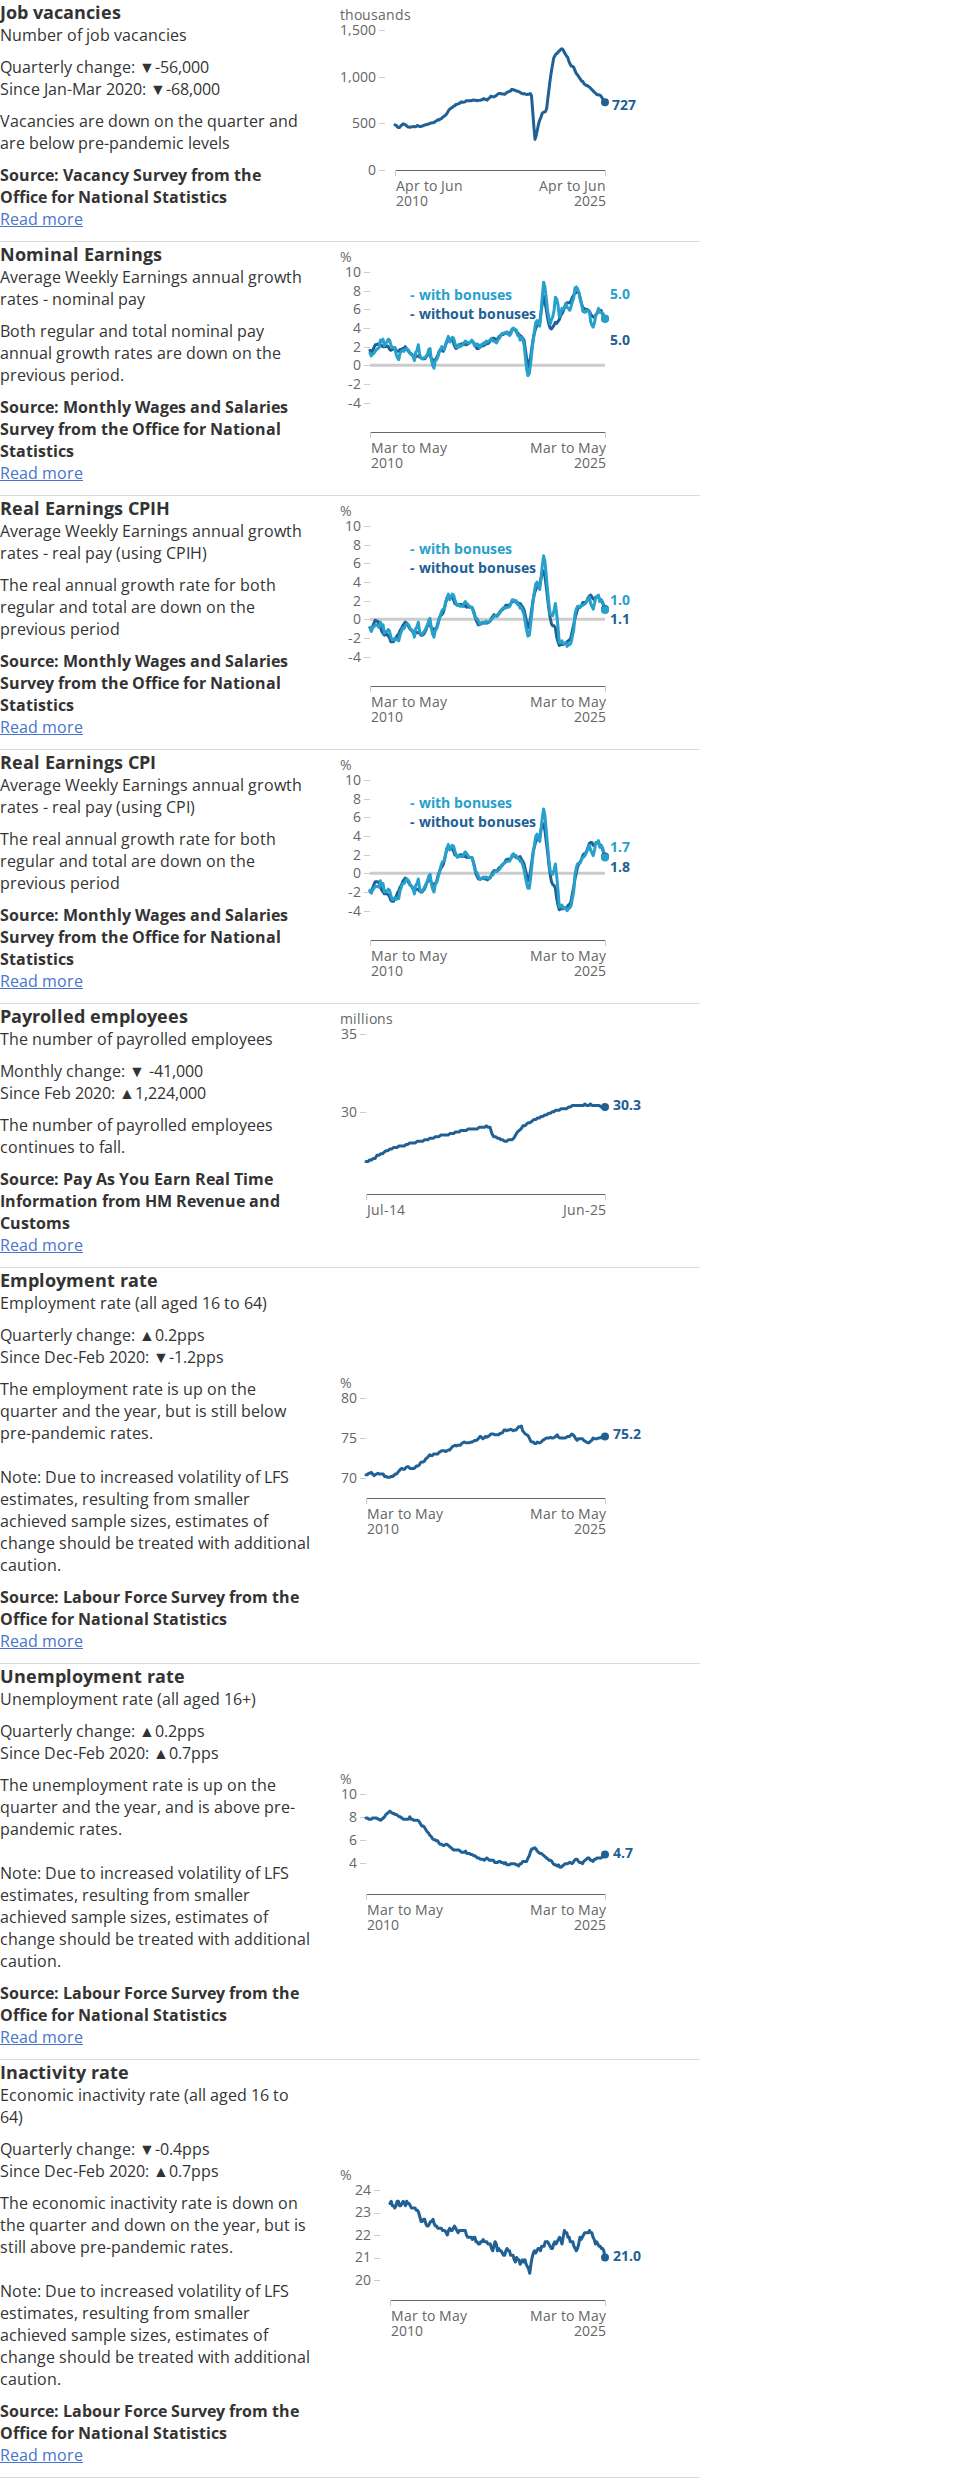 Job vacancies
Number of job vacancies
Quarterly change: ▼-56,000
Since Jan-Mar 2020: ▼-68,000
Vacancies are down on the quarter and
are below pre-pandemic levels
Source: Vacancy Survey from the
Office for National Statistics
Read more
thousands
1,500
1,000
500
0
727
Apr to Jun
2010
Apr to Jun
2025
Nominal Earnings
Average Weekly Earnings annual growth
rates - nominal pay
Both regular and total nominal pay
annual growth rates are down on the
previous period.
Source: Monthly Wages and Salaries
Survey from the Office for National
Statistics
Read more
%
10
8
6
4
2
0
-2
-4
- with bonuses
- without bonuses
5.0
5.0
Mar to May
2010
Mar to May
2025
Real Earnings CPIH
Average Weekly Earnings annual growth
rates - real pay (using CPIH)
The real annual growth rate for both
regular and total are down on the
previous period
Source: Monthly Wages and Salaries
Survey from the Office for National
Statistics
Read more
%
10
8
6
4
2
0
-2
-4
- with bonuses
- without bonuses
1.0
1.1
Mar to May
2010
Mar to May
2025
Real Earnings CPI
Average Weekly Earnings annual growth
rates - real pay (using CPI)
The real annual growth rate for both
regular and total are down on the
previous period
Source: Monthly Wages and Salaries
Survey from the Office for National
Statistics
Read more
%
10
8
6
4
2
0
-2
-4
- with bonuses
- without bonuses
1.7
1.8
Mar to May
2010
Mar to May
2025
Payrolled employees
The number of payrolled employees
Monthly change: ▼ -41,000
Since Feb 2020: ▲1,224,000
The number of payrolled employees
continues to fall.
Source: Pay As You Earn Real Time
Information from HM Revenue and
Customs
Read more
millions
35
30
30.3
Jul-14
Jun-25
Employment rate
Employment rate (all aged 16 to 64)
Quarterly change: ▲0.2pps
Since Dec-Feb 2020: ▼-1.2pps
The employment rate is up on the
quarter and the year, but is still below
pre-pandemic rates.
Note: Due to increased volatility of LFS
estimates, resulting from smaller
achieved sample sizes, estimates of
change should be treated with additional
caution.
Source: Labour Force Survey from the
Office for National Statistics
Read more
%
80
75
70
75.2
Mar to May
2010
Mar to May
2025
Unemployment rate
Unemployment rate (all aged 16+)
Quarterly change: ▲0.2pps
Since Dec-Feb 2020: ▲0.7pps
The unemployment rate is up on the
quarter and the year, and is above pre-
pandemic rates.
Note: Due to increased volatility of LFS
estimates, resulting from smaller
achieved sample sizes, estimates of
change should be treated with additional
caution.
Source: Labour Force Survey from the
Office for National Statistics
Read more
%
10
8
6
4
4.7
Mar to May
2010
Mar to May
2025
Inactivity rate
Economic inactivity rate (all aged 16 to
64)
Quarterly change: ▼-0.4pps
Since Dec-Feb 2020: ▲0.7pps
The economic inactivity rate is down on
the quarter and down on the year, but is
still above pre-pandemic rates.
Note: Due to increased volatility of LFS
estimates, resulting from smaller
achieved sample sizes, estimates of
change should be treated with additional
caution.
Source: Labour Force Survey from the
Office for National Statistics
Read more
%
24
23
22
21
20
21.0
Mar to May
2010
Mar to May
2025